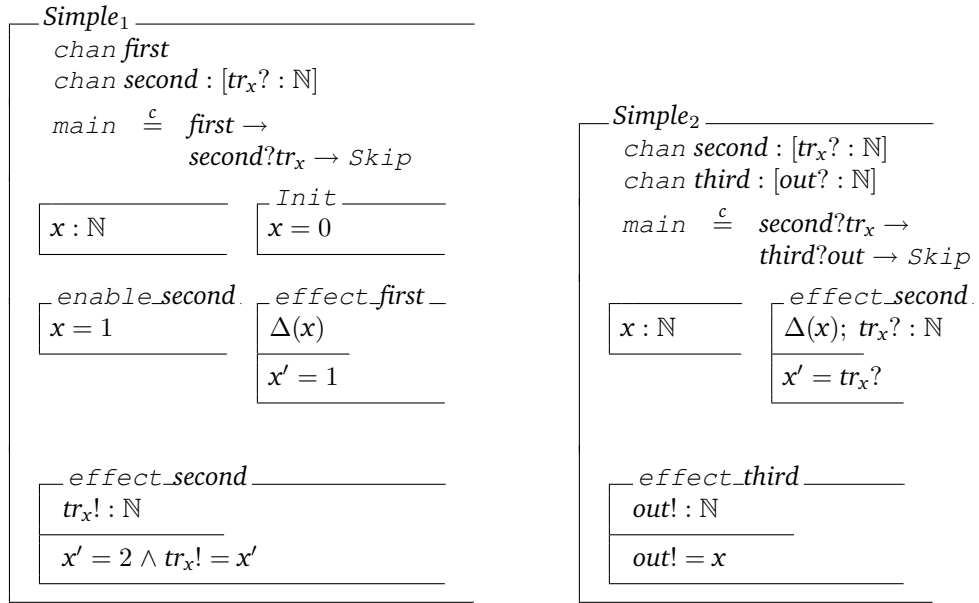 Simple₁
chan first
chan second : [trₓ? : ℕ]
main ≙ᶜ first →
second?trₓ → Skip
x : ℕ
Init
x = 0
enable_second
x = 1
effect_first
Δ(x)
x′ = 1
effect_second
trₓ! : ℕ
x′ = 2 ∧ trₓ! = x′
Simple₂
chan second : [trₓ? : ℕ]
chan third : [out? : ℕ]
main =ᶜ second?trₓ →
third?out → Skip
x : ℕ
effect_second
Δ(x); trₓ? : ℕ
x′ = trₓ?
effect_third
out! : ℕ
out! = x